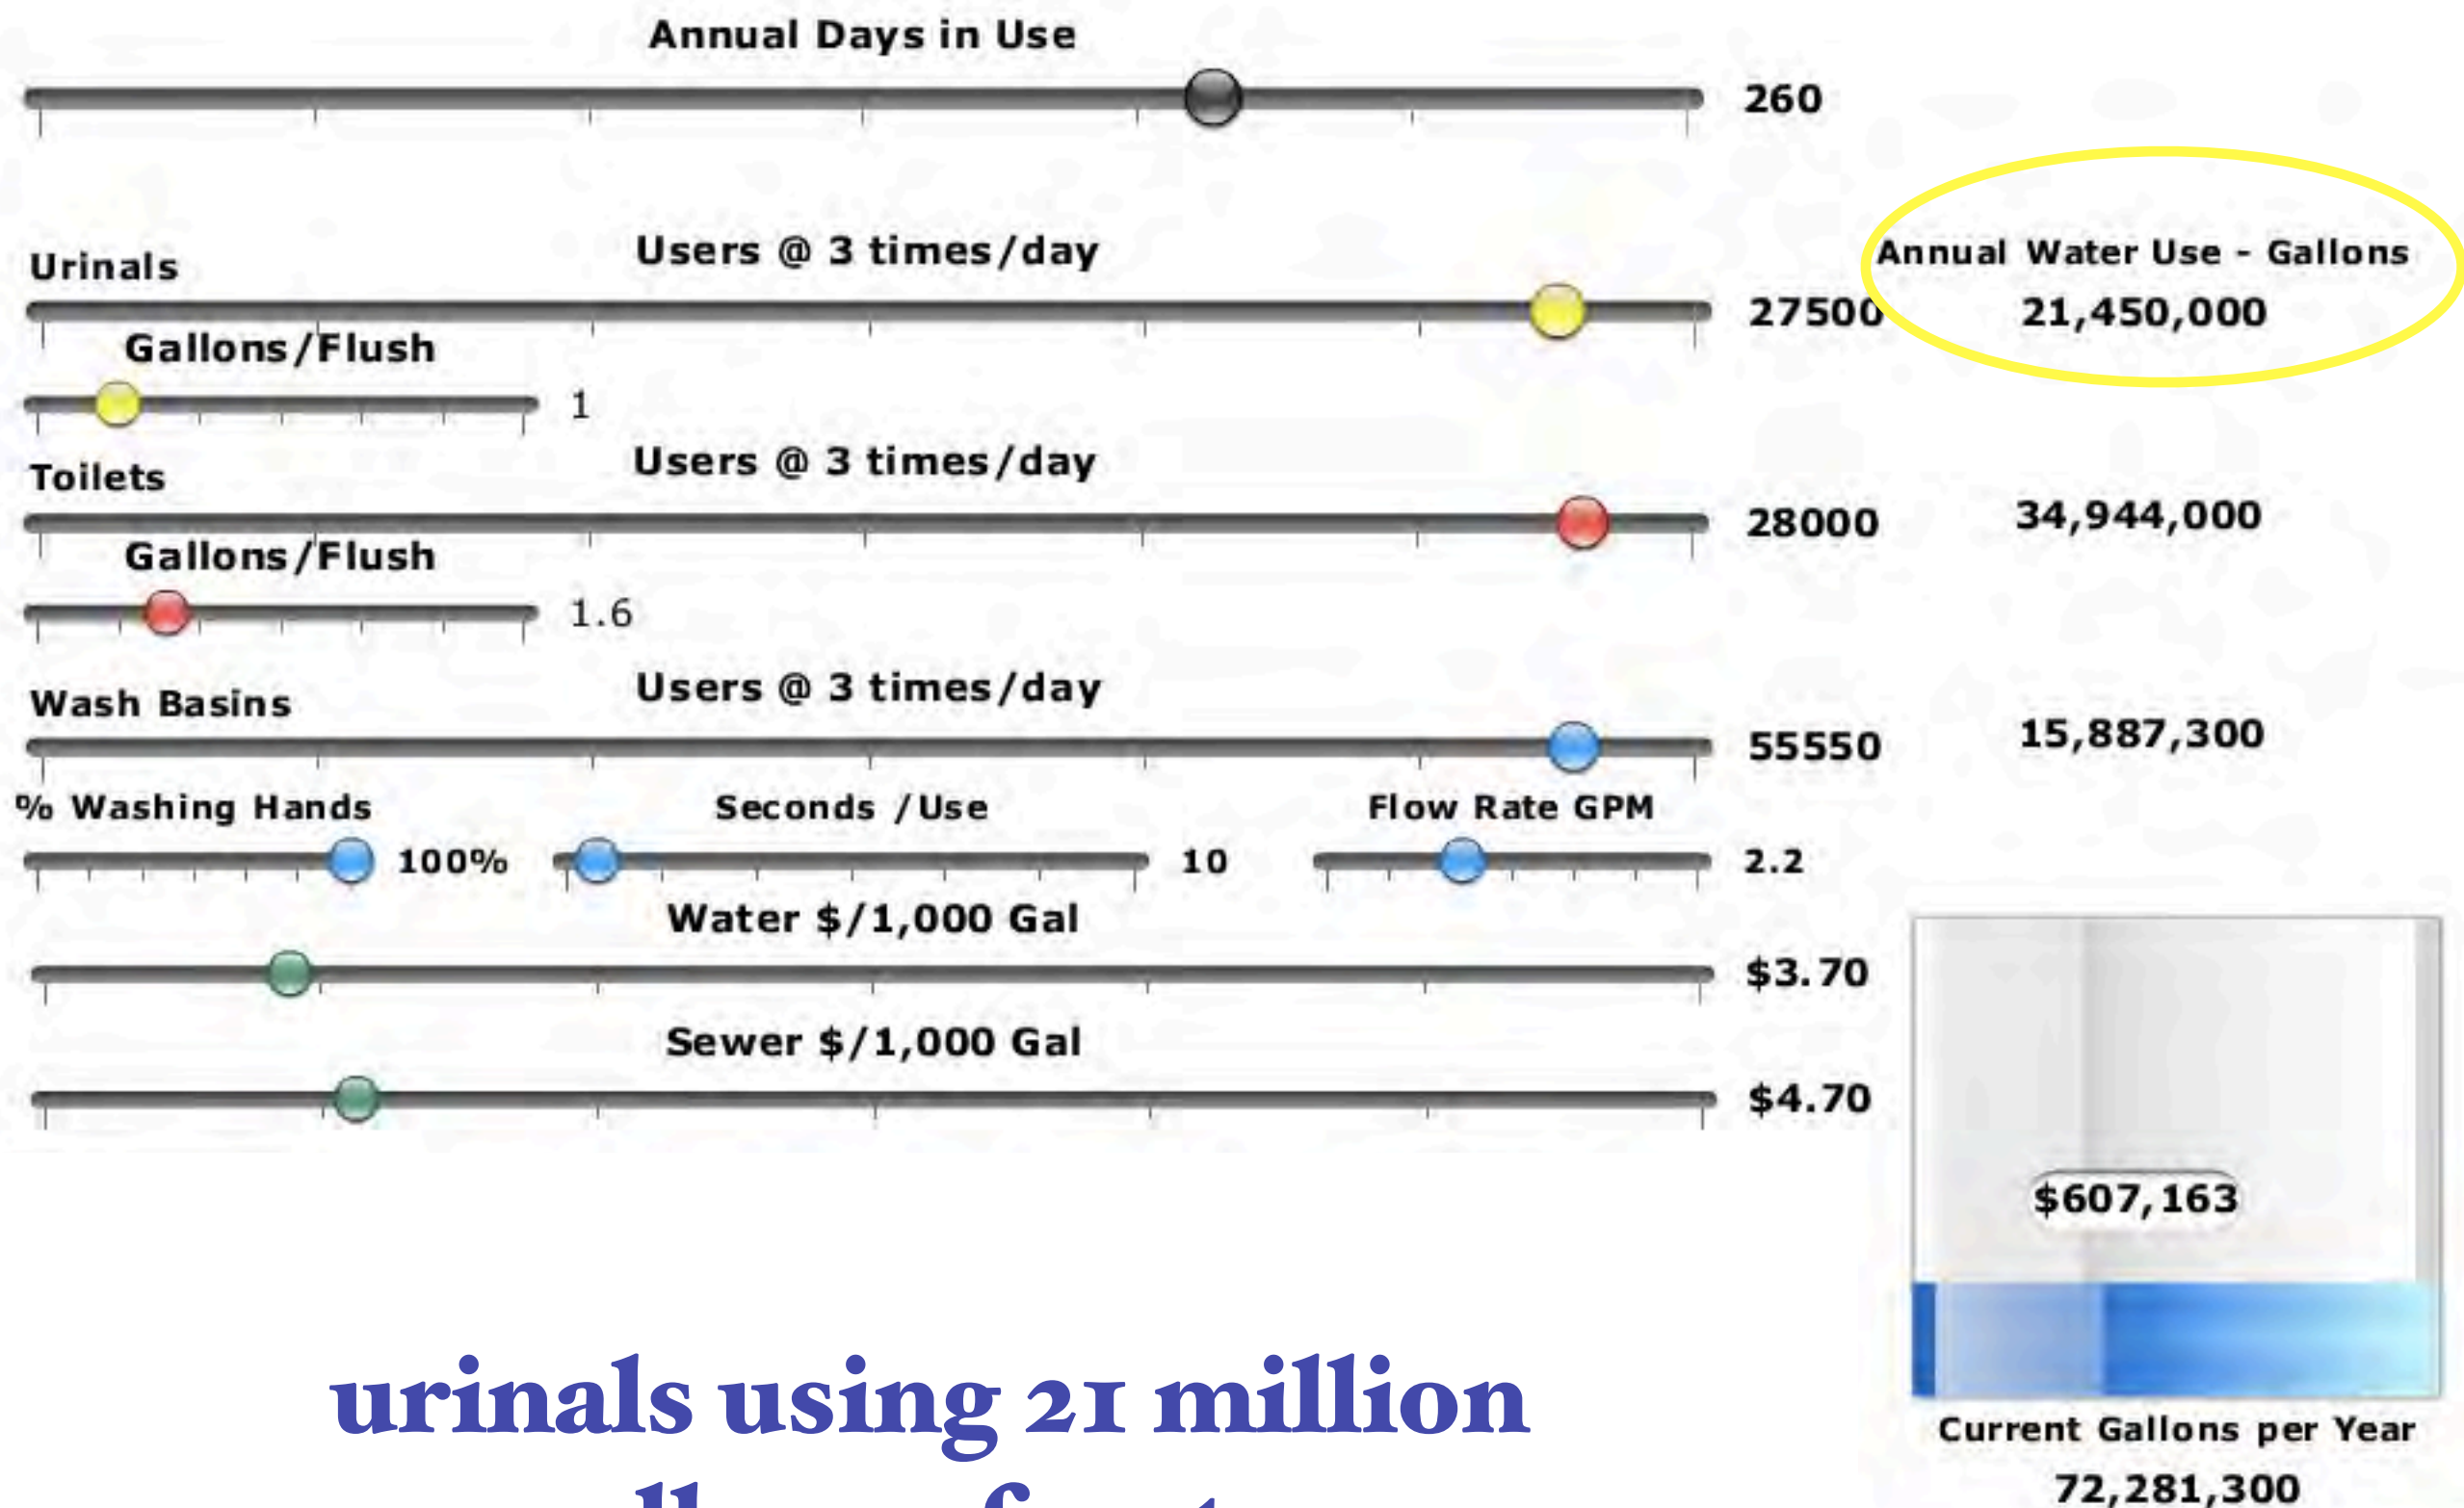 Annual Days in Use
260
Urinals
Users @ 3 times/day
27500
Annual Water Use - Gallons
21,450,000
Gallons/Flush
1
Toilets
Users @ 3 times/day
28000
34,944,000
Gallons/Flush
1.6
Wash Basins
Users @ 3 times/day
55550
15,887,300
% Washing Hands
100%
Seconds /Use
10
Flow Rate GPM
2.2
Water $/1,000 Gal
$3.70
Sewer $/1,000 Gal
$4.70
$607,163
Current Gallons per Year
72,281,300
urinals using 21 million